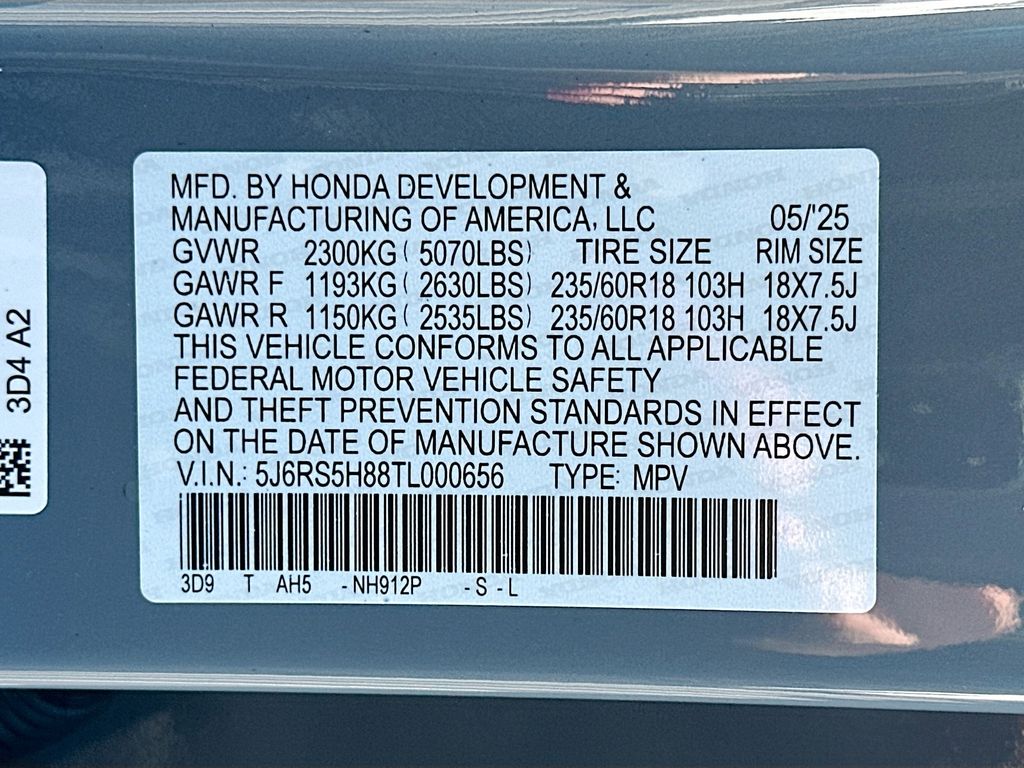 MFD. BY HONDA DEVELOPMENT &
MANUFACTURING OF AMERICA, LLC 05/'25
GVWR 2300KG ( 5070LBS) TIRE SIZE RIM SIZE
GAWR F 1193KG ( 2630LBS) 235/60R18 103H 18X7.5J
GAWR R 1150KG ( 2535LBS) 235/60R18 103H 18X7.5J
THIS VEHICLE CONFORMS TO ALL APPLICABLE
FEDERAL MOTOR VEHICLE SAFETY
AND THEFT PREVENTION STANDARDS IN EFFECT
ON THE DATE OF MANUFACTURE SHOWN ABOVE.
V.I.N.: 5J6RS5H88TL000656 TYPE: MPV
3D9 T AH5 -NH912P -S -L
3D4 A2